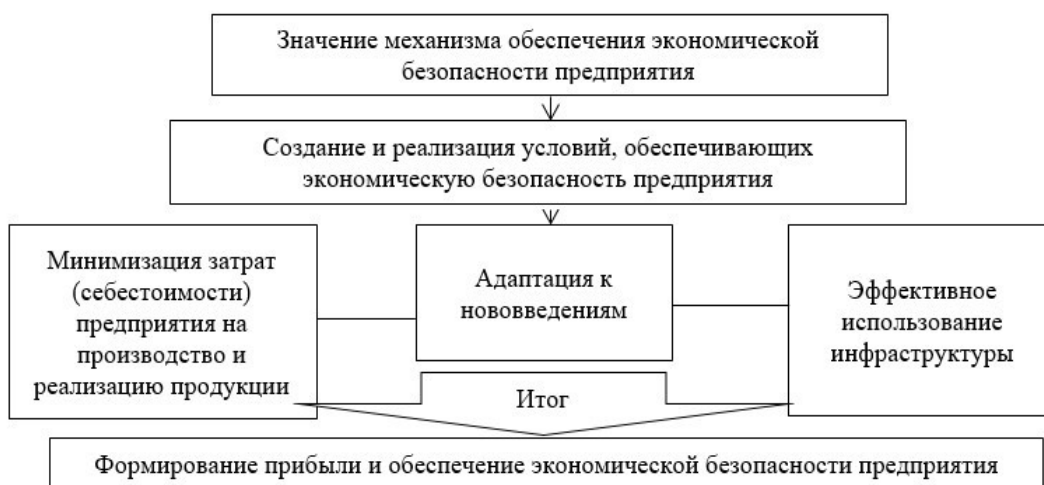 Значение механизма обеспечения экономической
безопасности предприятия
Создание и реализация условий, обеспечивающих
экономическую безопасность предприятия
Минимизация затрат
(себестоимости)
предприятия на
производство и
реализацию продукции
Адаптация к
нововведениям
Эффективное
использование
инфраструктуры
Итог
Формирование прибыли и обеспечение экономической безопасности предприятия